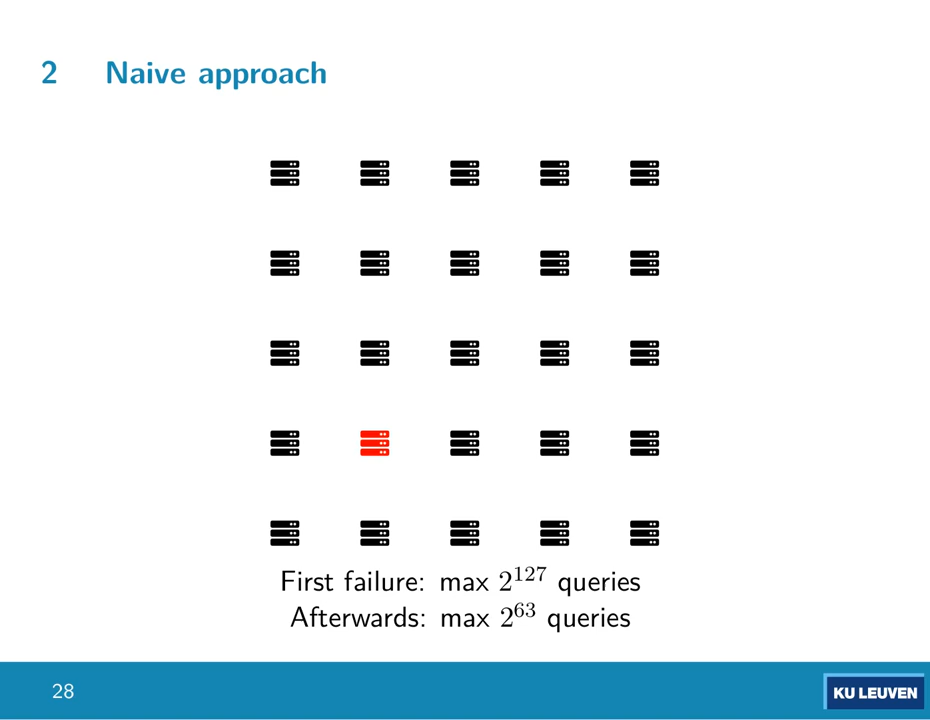 2 Naive approach
First failure: max 2^127 queries
Afterwards: max 2^63 queries
28
KU LEUVEN